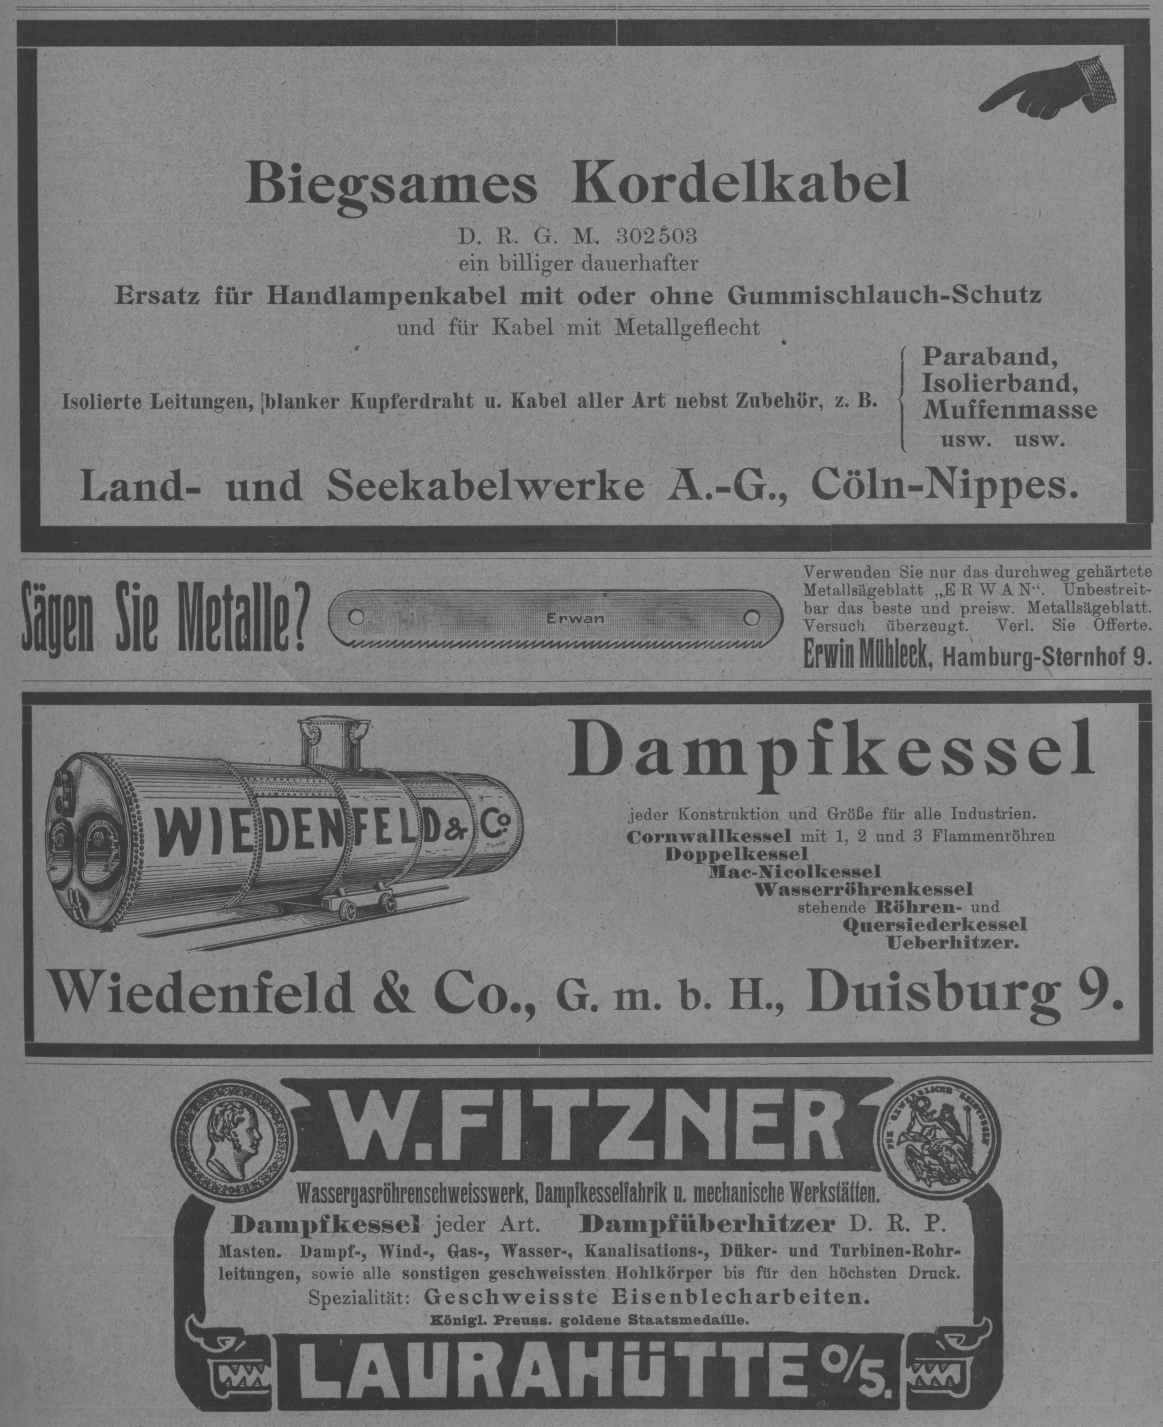 Biegsames Kordelkabel
D. R. G. M. 302503
ein billiger dauerhafter
Ersatz für Handlampenkabel mit oder ohne Gummischlauch-Schutz
und für Kabel mit Metallgeflecht
Isolierte Leitungen, blanker Kupferdraht u. Kabel aller Art nebst Zubehör, z. B.
Paraband,
Isolierband,
Muffenmasse
usw. usw.
Land- und Seekabelwerke A.-G., Cöln-Nippes.
Sägen Sie Metalle?
Erwan
Verwenden Sie nur das durchweg gehärtete
Metallsägeblatt „ERWAN“. Unbestreit-
bar das beste und preisw. Metallsägeblatt.
Versuch überzeugt. Verl. Sie Offerte.
Erwin Mühleck, Hamburg-Sternhof 9.
WIEDENFELD & Co.
Dampfkessel
jeder Konstruktion und Größe für alle Industrien.
Cornwallkessel mit 1, 2 und 3 Flammenröhren
Doppelkessel
Mac-Nicolkessel
Wasserröhrenkessel
stehende Röhren- und
Quersiederkessel
Ueberhitzer.
Wiedenfeld & Co., G. m. b. H., Duisburg 9.
W. FITZNER
Wassergasröhrenschweisswerk, Dampfkesselfabrik u. mechanische Werkstätten.
Dampfkessel jeder Art. Dampfüberhitzer D. R. P.
Masten. Dampf-, Wind-, Gas-, Wasser-, Kanalisations-, Düker- und Turbinen-Rohr-
leitungen, sowie alle sonstigen geschweissten Hohlkörper bis für den höchsten Druck.
Spezialität: Geschweisste Eisenblecharbeiten.
Königl. Preuss. goldene Staatsmedaille.
LAURAHÜTTE O/S.